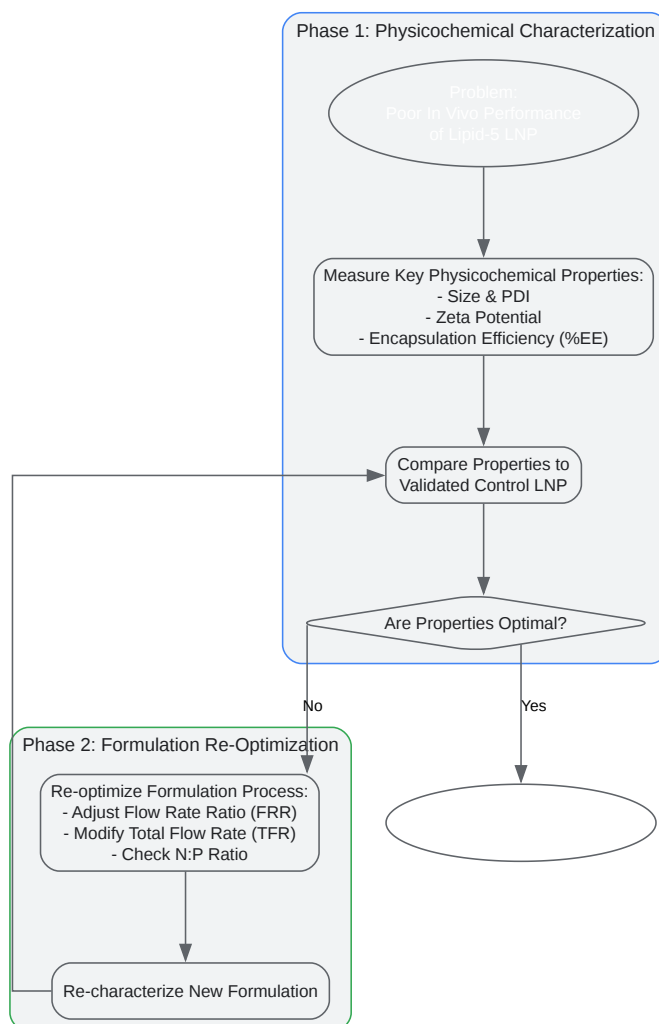 Phase 1: Physicochemical Characterization
Problem:
Poor In Vivo Performance
of Lipid-5 LNP
Measure Key Physicochemical Properties:
- Size & PDI
- Zeta Potential
- Encapsulation Efficiency (%EE)
Compare Properties to
Validated Control LNP
Are Properties Optimal?
No
Yes
Phase 2: Formulation Re-Optimization
Re-optimize Formulation Process:
- Adjust Flow Rate Ratio (FRR)
- Modify Total Flow Rate (TFR)
- Check N:P Ratio
Re-characterize New Formulation